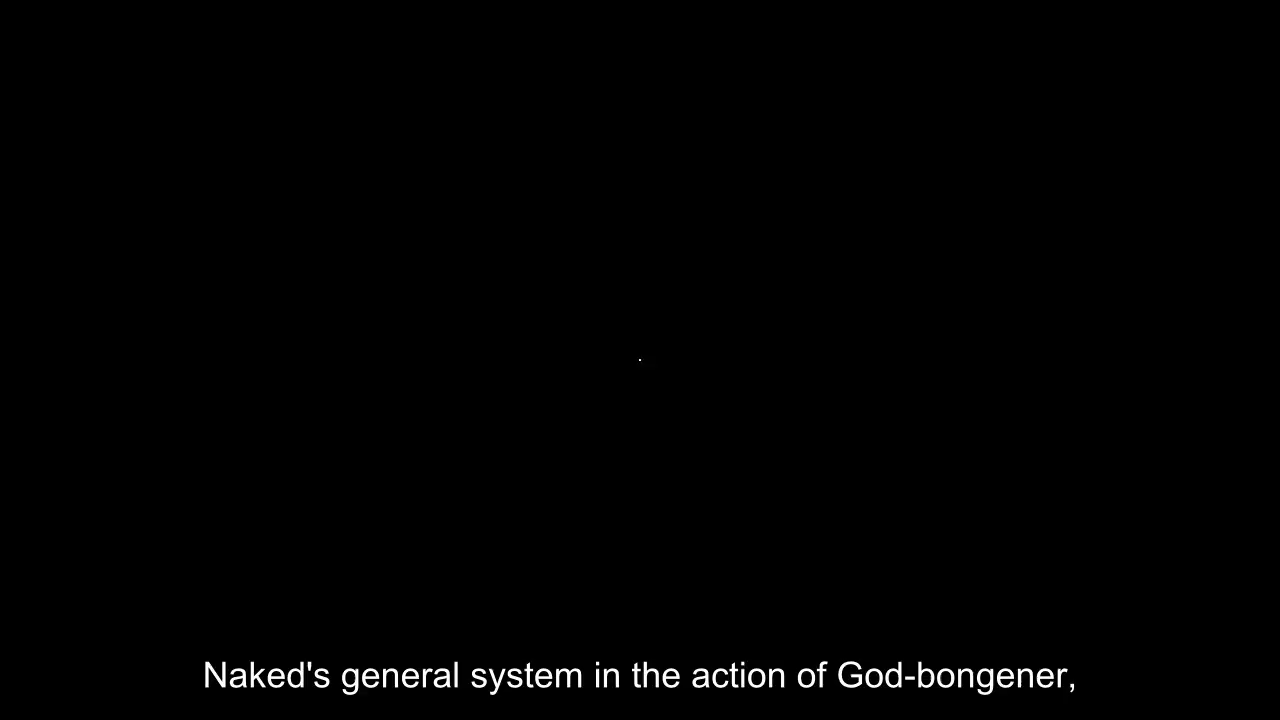 Naked's general system in the action of God-bongener,